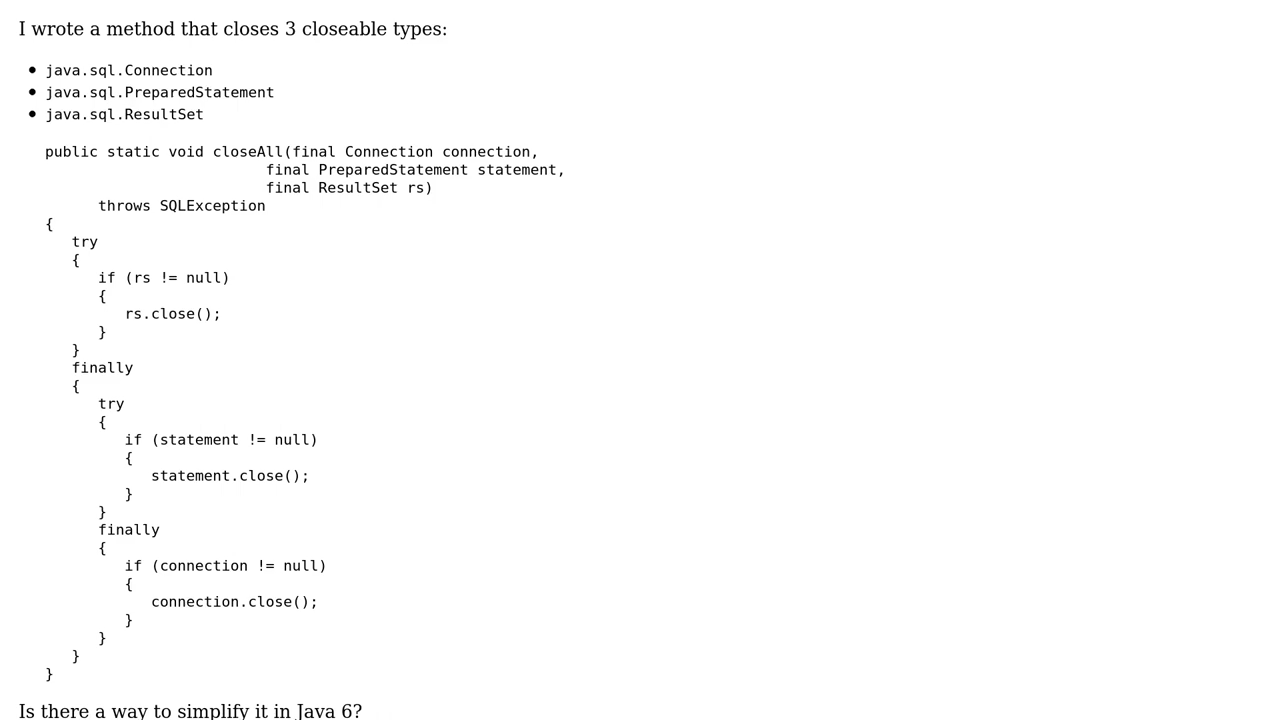 I wrote a method that closes 3 closeable types:
• java.sql.Connection
• java.sql.PreparedStatement
• java.sql.ResultSet
public static void closeAll(final Connection connection,
                         final PreparedStatement statement,
                         final ResultSet rs)
      throws SQLException
{
   try
   {
      if (rs != null)
      {
         rs.close();
      }
   }
   finally
   {
      try
      {
         if (statement != null)
         {
            statement.close();
         }
      }
      finally
      {
         if (connection != null)
         {
            connection.close();
         }
      }
   }
}
Is there a way to simplify it in Java 6?